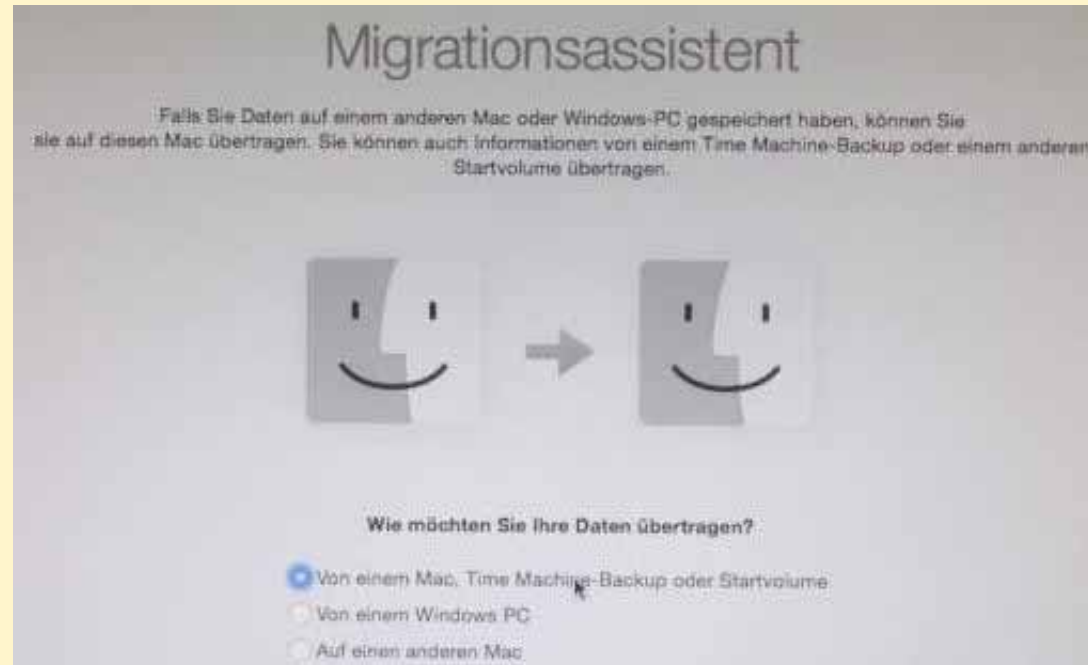 Migrationsassistent
Falls Sie Daten auf einem anderen Mac oder Windows-PC gespeichert haben, können Sie
sie auf diesen Mac übertragen. Sie können auch Informationen von einem Time Machine-Backup oder einem anderen
Startvolume übertragen.
Wie möchten Sie Ihre Daten übertragen?
Von einem Mac, Time Machine-Backup oder Startvolume
Von einem Windows PC
Auf einen anderen Mac